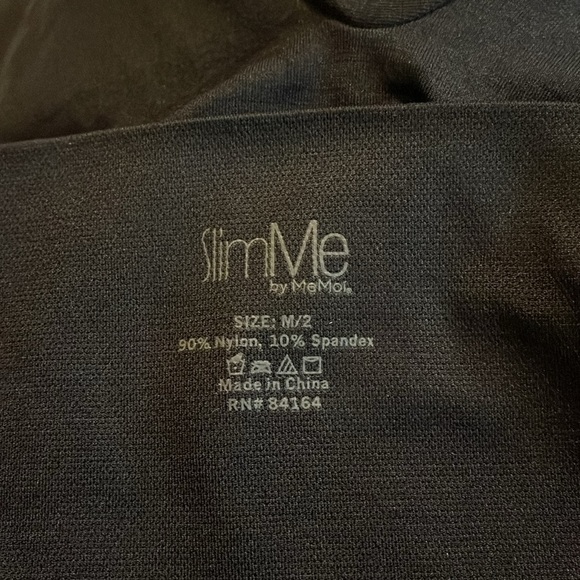 SlimMe
by MeMoi®
SIZE: M/2
90% Nylon, 10% Spandex
Made in China
RN# 84164